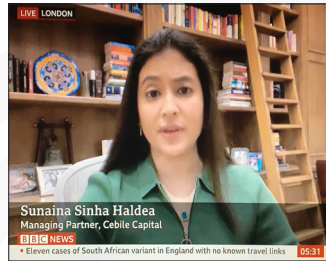 LIVE LONDON
Sunaina Sinha Haldea
Managing Partner, Cebile Capital
BBC NEWS
• Eleven cases of South African variant in England with no known travel links 05:31